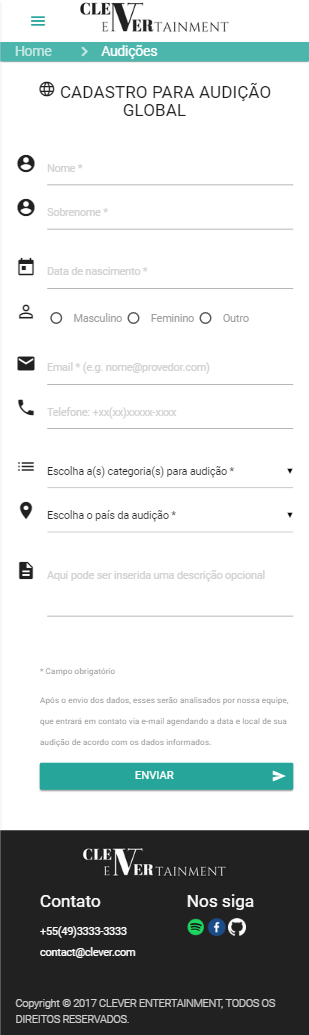 CLEVERTAINMENT
Home > Audições
CADASTRO PARA AUDIÇÃO
GLOBAL
Nome *
Sobrenome *
Data de nascimento *
Masculino Feminino Outro
Email * (e.g. nome@provedor.com)
Telefone: +xx(xx)xxxxx-xxxx
Escolha a(s) categoria(s) para audição *
Escolha o país da audição *
Aqui pode ser inserida uma descrição opcional
* Campo obrigatório
Após o envio dos dados, esses serão analisados por nossa equipe,
que entrará em contato via e-mail agendando a data e local de sua
audição de acordo com os dados informados.
ENVIAR
CLEVERTAINMENT
Contato Nos siga
+55(49)3333-3333
contact@clever.com
Copyright © 2017 CLEVER ENTERTAINMENT, TODOS OS
DIREITOS RESERVADOS.